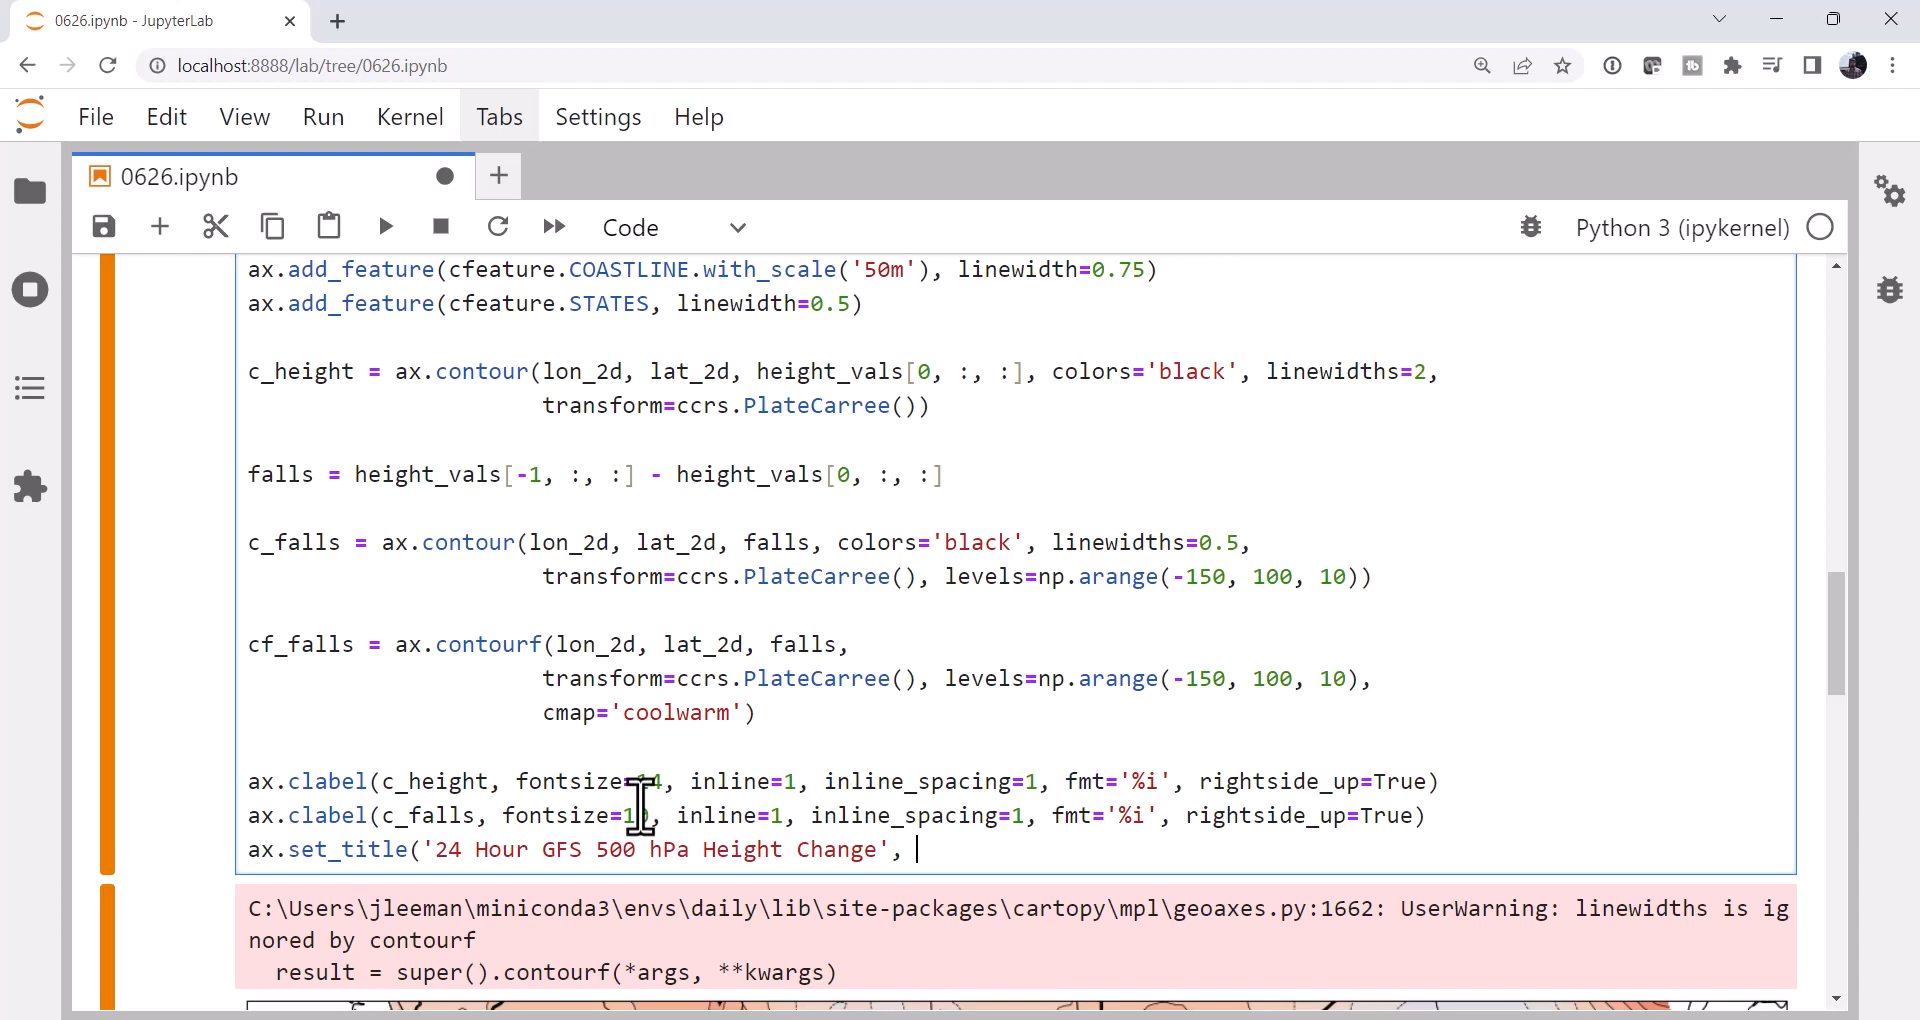 0626.ipynb - JupyterLab
localhost:8888/lab/tree/0626.ipynb
File Edit View Run Kernel Tabs Settings Help
0626.ipynb
Code
Python 3 (ipykernel)
ax.add_feature(cfeature.COASTLINE.with_scale('50m'), linewidth=0.75)
ax.add_feature(cfeature.STATES, linewidth=0.5)
c_height = ax.contour(lon_2d, lat_2d, height_vals[0, :, :], colors='black', linewidths=2,
transform=ccrs.PlateCarree())
falls = height_vals[-1, :, :] - height_vals[0, :, :]
c_falls = ax.contour(lon_2d, lat_2d, falls, colors='black', linewidths=0.5,
transform=ccrs.PlateCarree(), levels=np.arange(-150, 100, 10))
cf_falls = ax.contourf(lon_2d, lat_2d, falls,
transform=ccrs.PlateCarree(), levels=np.arange(-150, 100, 10),
cmap='coolwarm')
ax.clabel(c_height, fontsize=14, inline=1, inline_spacing=1, fmt='%i', rightside_up=True)
ax.clabel(c_falls, fontsize=10, inline=1, inline_spacing=1, fmt='%i', rightside_up=True)
ax.set_title('24 Hour GFS 500 hPa Height Change',
C:\Users\jleeman\miniconda3\envs\daily\lib\site-packages\cartopy\mpl\geoaxes.py:1662: UserWarning: linewidths is ig
nored by contourf
result = super().contourf(*args, **kwargs)